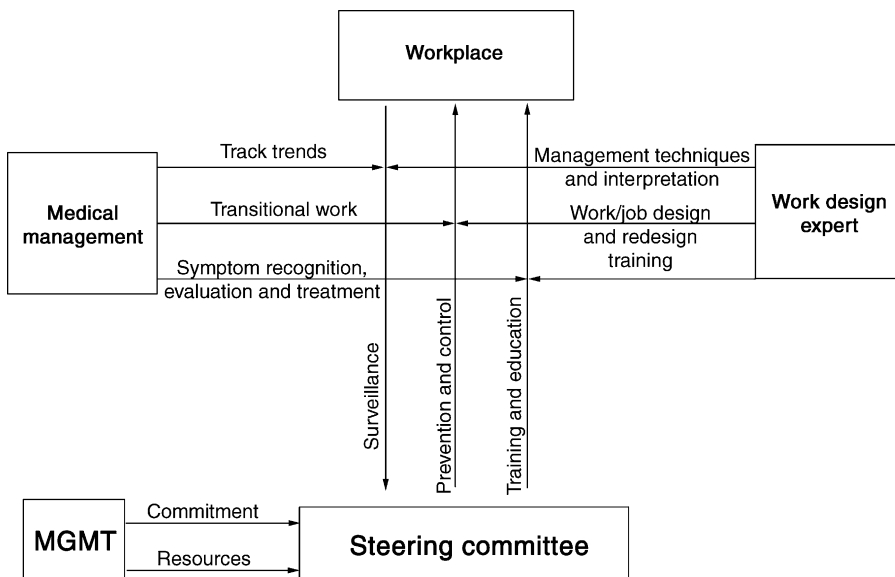 Workplace
Track trends
Management techniques
and interpretation
Medical
management
Transitional work
Work/job design
and redesign
training
Work design
expert
Symptom recognition,
evaluation and treatment
Surveillance
Prevention and control
Training and education
MGMT
Commitment
Resources
Steering committee